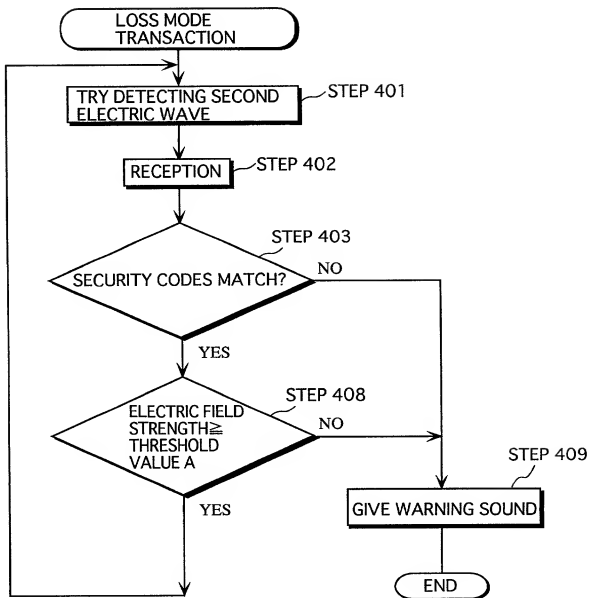 LOSS MODE
TRANSACTION
TRY DETECTING SECOND
ELECTRIC WAVE
STEP 401
RECEPTION
STEP 402
STEP 403
SECURITY CODES MATCH?
NO
YES
STEP 408
ELECTRIC FIELD
STRENGTH≧
THRESHOLD
VALUE A
NO
YES
STEP 409
GIVE WARNING SOUND
END